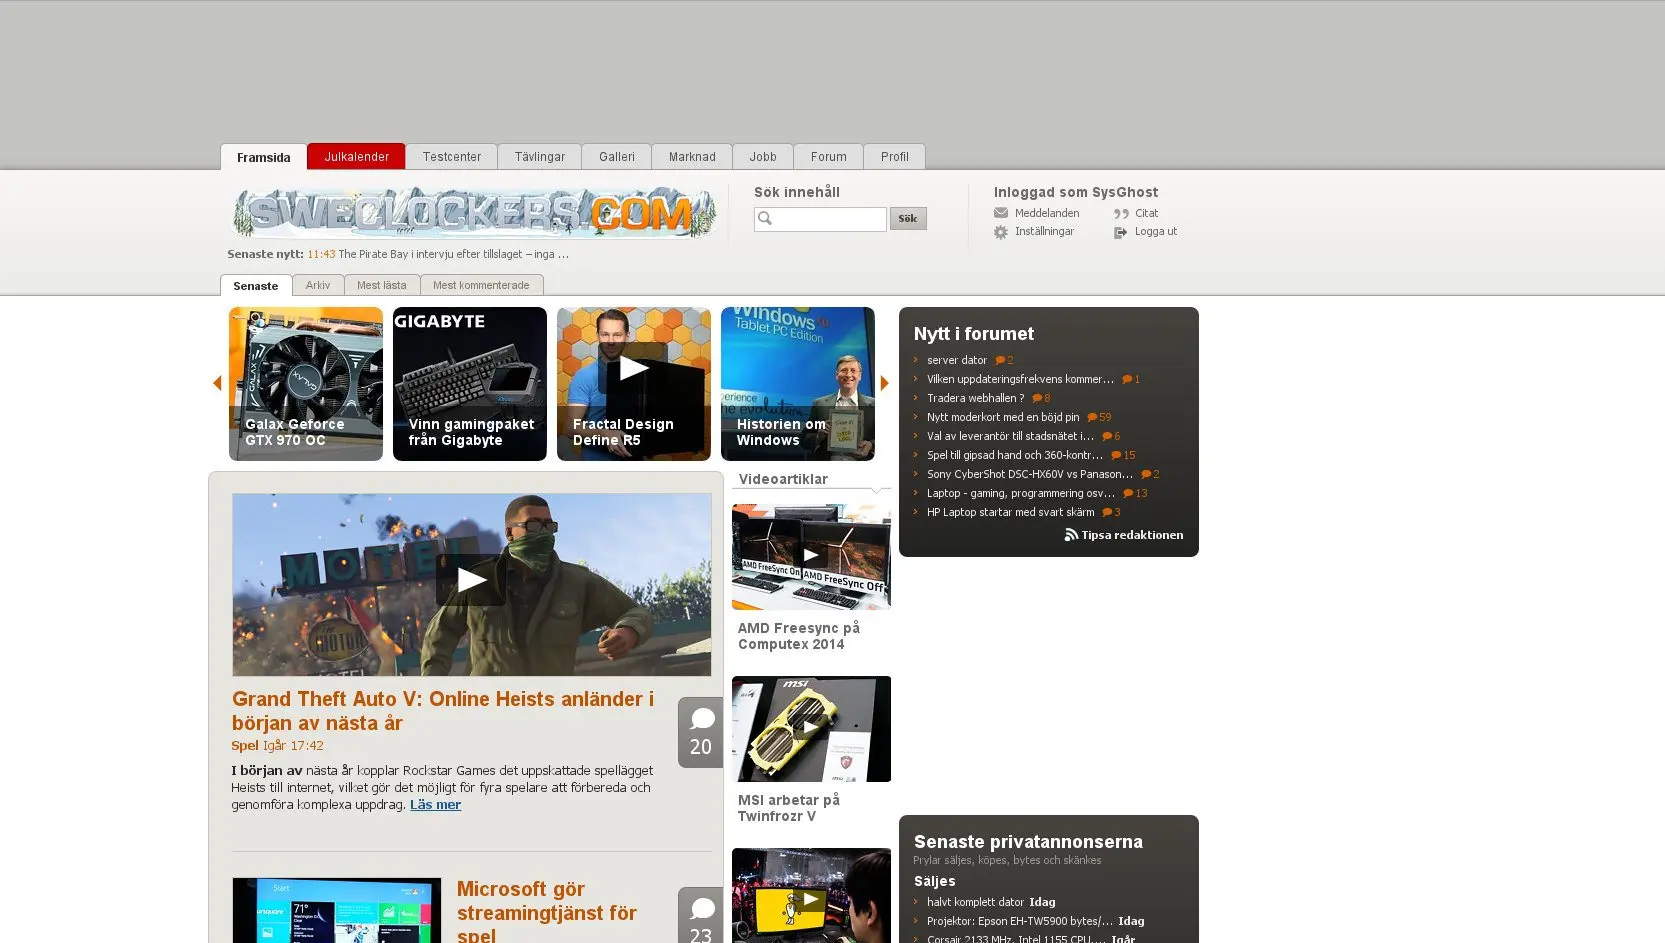 Framsida
Julkalender
Testcenter
Tävlingar
Galleri
Marknad
Jobb
Forum
Profil
SWECLOCKERS.COM
Sök innehåll
Sök
Inloggad som SysGhost
Meddelanden
Citat
Inställningar
Logga ut
Senaste nytt: 11:43 The Pirate Bay i intervju efter tillslaget – inga ...
Senaste
Arkiv
Mest lästa
Mest kommenterade
GALAX
Galax Geforce
GTX 970 OC
GIGABYTE
Vinn gamingpaket
från Gigabyte
Fractal Design
Define R5
Windows
Tablet PC Edition
Historien om
Windows
Nytt i forumet
server dator 2
Vilken uppdateringsfrekvens kommer... 1
Tradera webhallen ? 8
Nytt moderkort med en böjd pin 59
Val av leverantör till stadsnätet i... 6
Spel till gipsad hand och 360-kontr... 15
Sony CyberShot DSC-HX60V vs Panason... 2
Laptop - gaming, programmering osv... 13
HP Laptop startar med svart skärm 3
Tipsa redaktionen
MOTEL
Grand Theft Auto V: Online Heists anländer i
början av nästa år
Spel Igår 17:42
20
I början av nästa år kopplar Rockstar Games det uppskattade spellägget
Heists till internet, vilket gör det möjligt för fyra spelare att förbereda och
genomföra komplexa uppdrag. Läs mer
Start
71°
Microsoft gör
streamingtjänst för
spel
23
Videoartiklar
AMD FreeSync On
AMD FreeSync Off
AMD Freesync på
Computex 2014
msi
MSI arbetar på
Twinfrozr V
Senaste privatannonserna
Prylar säljes, köpes, bytes och skänkes
Säljes
halvt komplett dator Idag
Projektor: Epson EH-TW5900 bytes/... Idag
Corsair 2133 MHz, Intel 1155 CPU,... Igår